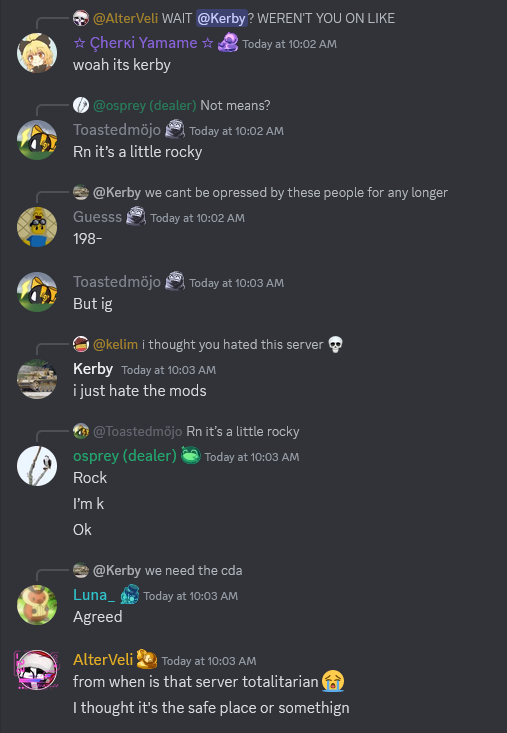 @AlterVeli WAIT @Kerby? WEREN'T YOU ON LIKE
☆ Çherкi Yamame ☆ Today at 10:02 AM
woah its kerby
@osprey (dealer) Not means?
Toastedmöjo Today at 10:02 AM
Rn it's a little rocky
@Kerby we cant be opressed by these people for any longer
Guesss Today at 10:02 AM
198-
Toastedmöjo Today at 10:03 AM
But ig
@kelim i thought you hated this server 💀
Kerby Today at 10:03 AM
i just hate the mods
@Toastedmöjo Rn it's a little rocky
osprey (dealer) Today at 10:03 AM
Rock
I'm k
Ok
@Kerby we need the cda
Luna_ Today at 10:03 AM
Agreed
AlterVeli Today at 10:03 AM
from when is that server totalitarian 😭
I thought it's the safe place or somethign